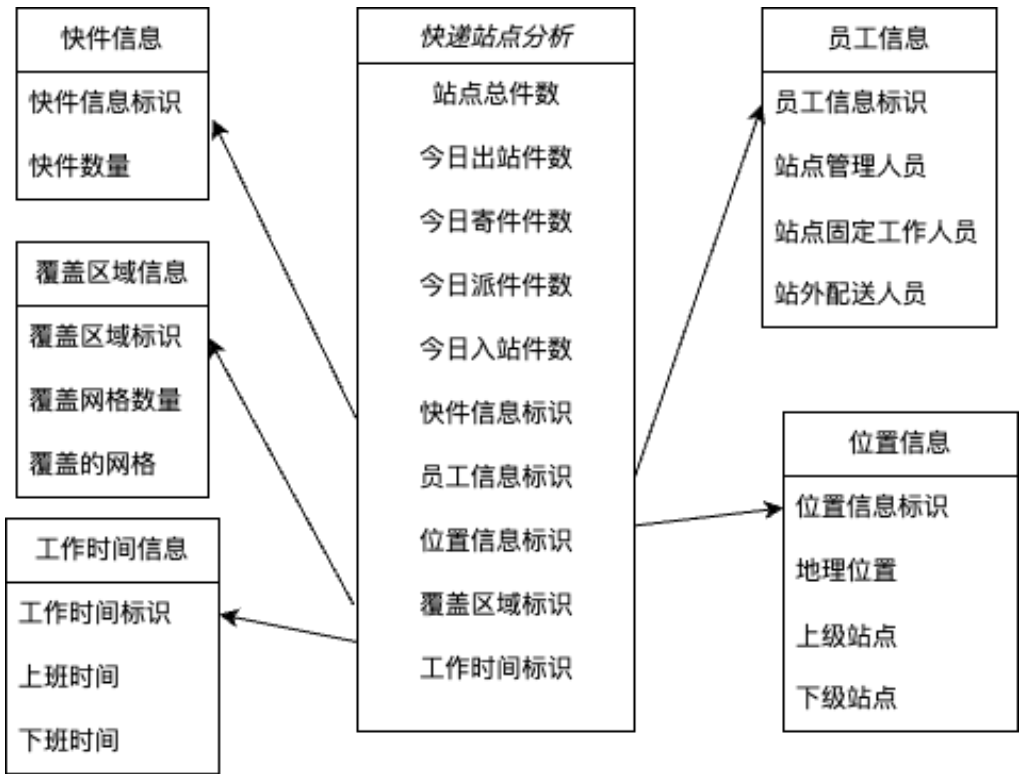 快件信息
快件信息标识
快件数量
覆盖区域信息
覆盖区域标识
覆盖网格数量
覆盖的网格
工作时间信息
工作时间标识
上班时间
下班时间
快递站点分析
站点总件数
今日出站件数
今日寄件件数
今日派件件数
今日入站件数
快件信息标识
员工信息标识
位置信息标识
覆盖区域标识
工作时间标识
员工信息
员工信息标识
站点管理人员
站点固定工作人员
站外配送人员
位置信息
位置信息标识
地理位置
上级站点
下级站点